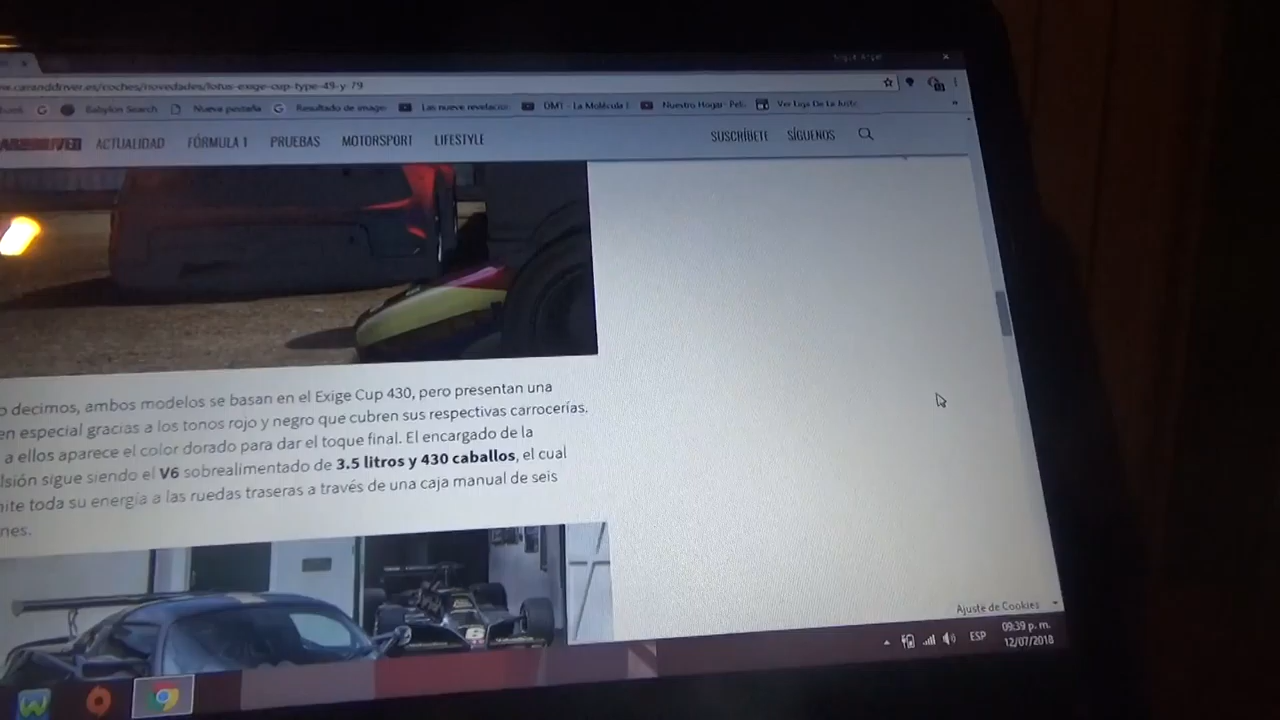 w.caranddriver.es/coches/novedades/lotus-exige-cup-type-49-y-79
Babylon Search Nueva pestaña Resultado de image Las nueve revelacio DMT - La Molécula Nuestro Hogar- Pel Ver Liga De La Justi
ACTUALIDAD FÓRMULA 1 PRUEBAS MOTORSPORT LIFESTYLE SUSCRÍBETE SÍGUENOS
o decimos, ambos modelos se basan en el Exige Cup 430, pero presentan una
en especial gracias a los tonos rojo y negro que cubren sus respectivas carrocerías.
a ellos aparece el color dorado para dar el toque final. El encargado de la
lsión sigue siendo el V6 sobrealimentado de 3.5 litros y 430 caballos, el cual
nite toda su energía a las ruedas traseras a través de una caja manual de seis
nes.
Ajuste de Cookies
ESP 09:39 p. m.
12/07/2018